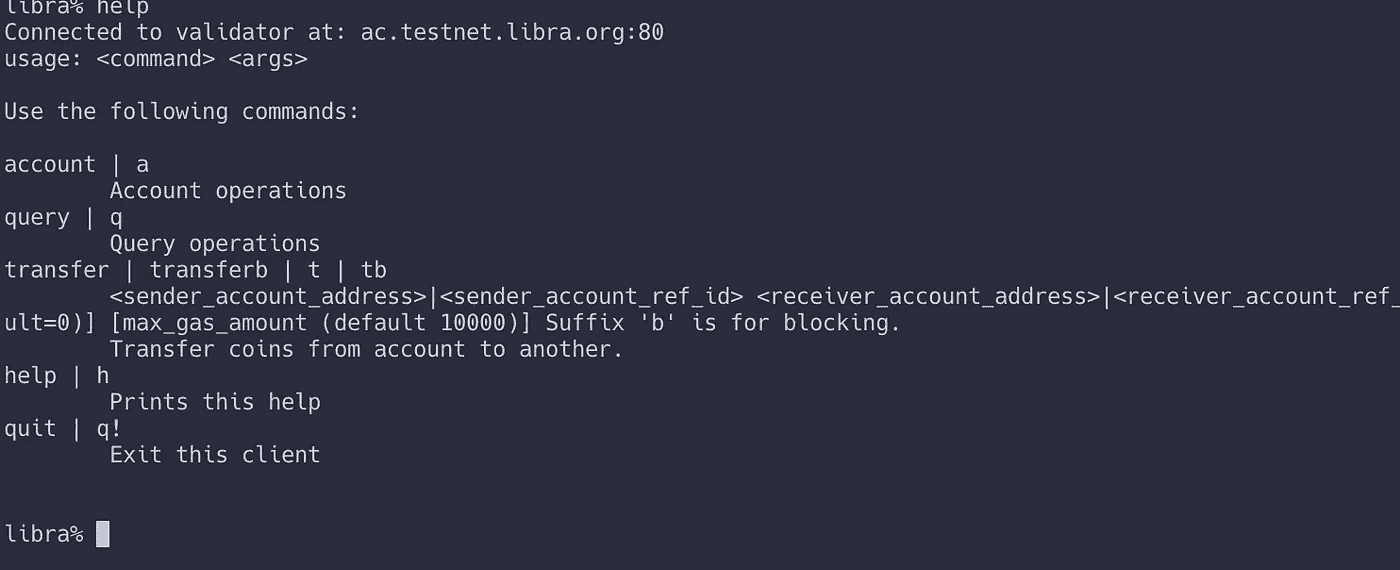 libra% help
Connected to validator at: ac.testnet.libra.org:80
usage: <command> <args>
Use the following commands:
account | a
Account operations
query | q
Query operations
transfer | transferb | t | tb
<sender_account_address>|<sender_account_ref_id> <receiver_account_address>|<receiver_account_ref_
ult=0)] [max_gas_amount (default 10000)] Suffix 'b' is for blocking.
Transfer coins from account to another.
help | h
Prints this help
quit | q!
Exit this client
libra%